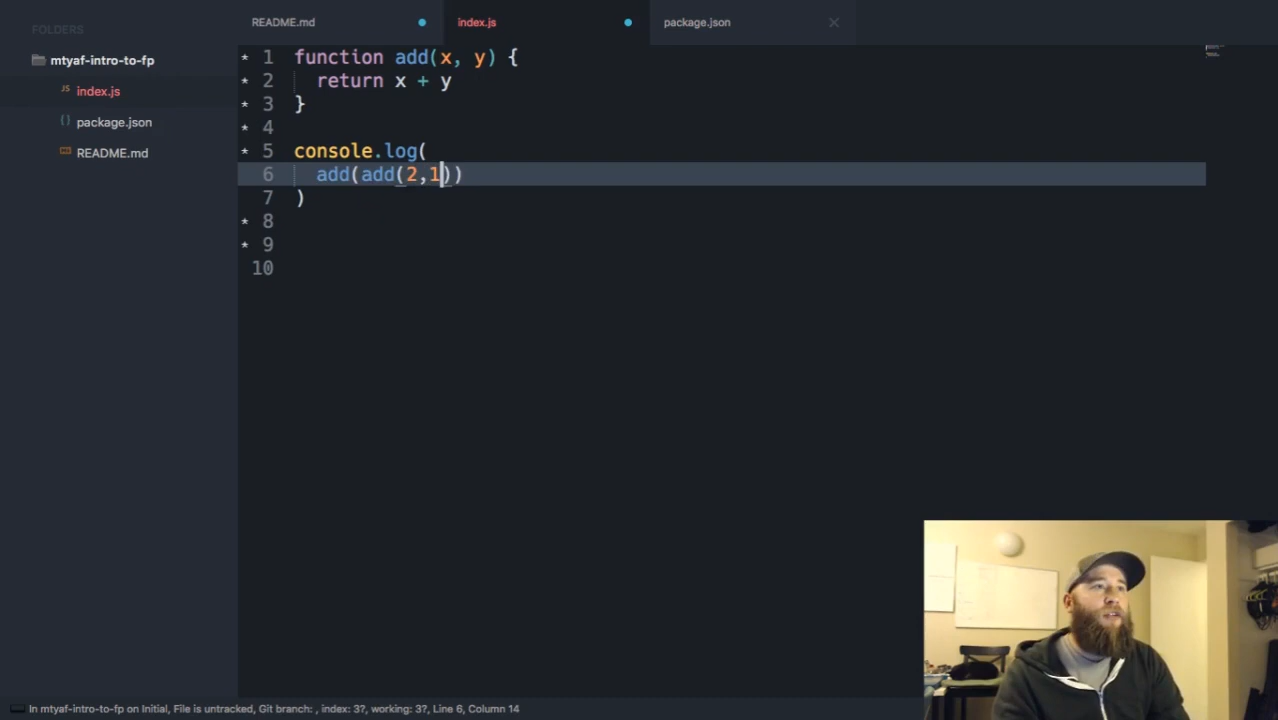 FOLDERS
mtyaf-intro-to-fp
index.js
package.json
README.md
README.md
index.js
package.json
* 1 function add(x, y) {
* 2 return x + y
* 3 }
* 4
* 5 console.log(
6 add(add(2,1))
7 )
* 8
* 9
10
In mtyaf-intro-to-fp on Initial, File is untracked, Git branch: , index: 3?, working: 3?, Line 6, Column 14